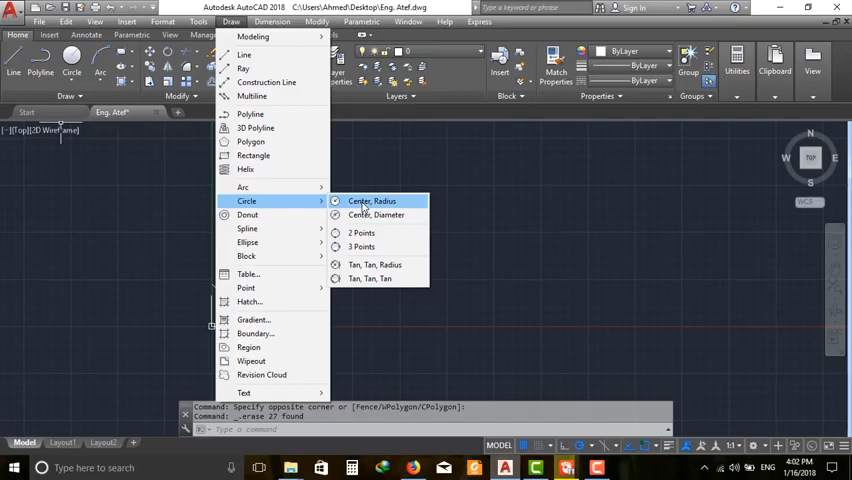 Autodesk AutoCAD 2018 C:\Users\Ahmed\Desktop\Eng. Atef.dwg
Type a keyword or phrase
Sign In
File Edit View Insert Format Tools Draw Dimension Modify Parametric Window Help Express
Home Insert Annotate Parametric
Line Polyline Circle Arc
Draw
Modify
Layers
0
Insert
Block
Match Properties
ByLayer
ByLayer
ByLayer
Properties
Group
Groups
Utilities
Clipboard
View
Start
Eng. Atef*
[−][Top][2D Wireframe]
Modeling
Line
Ray
Construction Line
Multiline
Polyline
3D Polyline
Polygon
Rectangle
Helix
Arc
Circle
Donut
Spline
Ellipse
Block
Table...
Point
Hatch...
Gradient...
Boundary...
Region
Wipeout
Revision Cloud
Text
Center, Radius
Center, Diameter
2 Points
3 Points
Tan, Tan, Radius
Tan, Tan, Tan
N
W TOP E
S
WCS
Command: Specify opposite corner or [Fence/WPolygon/CPolygon]:
Command: _.erase 27 found
Type a command
Model Layout1 Layout2 +
MODEL
1:1
Type here to search
ENG
4:02 PM
1/16/2018